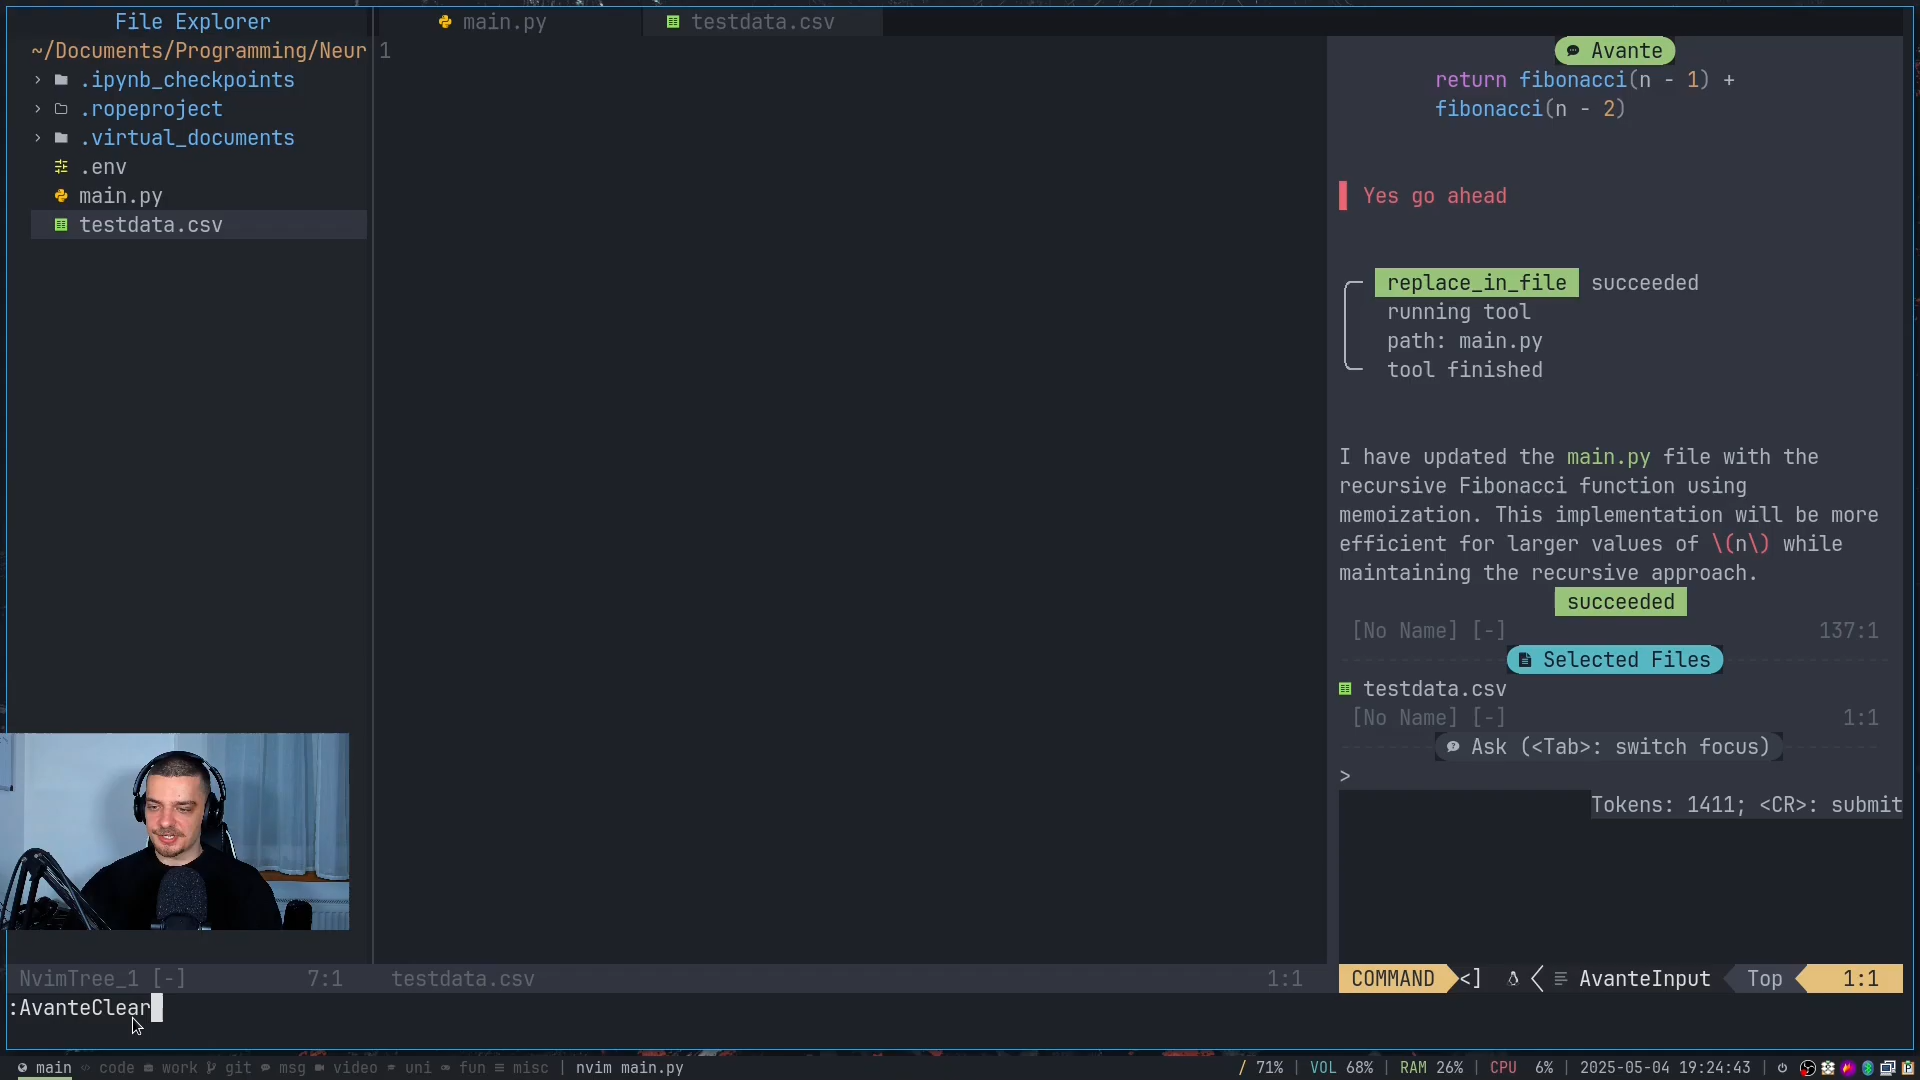 File Explorer
~/Documents/Programming/Neur
.ipynb_checkpoints
.ropeproject
.virtual_documents
.env
main.py
testdata.csv
main.py
testdata.csv
1
Avante
return fibonacci(n - 1) +
fibonacci(n - 2)
Yes go ahead
replace_in_file succeeded
running tool
path: main.py
tool finished
I have updated the main.py file with the
recursive Fibonacci function using
memoization. This implementation will be more
efficient for larger values of \(n\) while
maintaining the recursive approach.
succeeded
[No Name] [-] 137:1
Selected Files
testdata.csv
[No Name] [-] 1:1
Ask (<Tab>: switch focus)
>
Tokens: 1411; <CR>: submit
NvimTree_1 [-] 7:1
testdata.csv 1:1
COMMAND <] AvanteInput Top 1:1
:AvanteClear
main code work git msg video uni fun misc | nvim main.py
/ 71% | VOL 68% | RAM 26% | CPU 6% | 2025-05-04 19:24:43 |